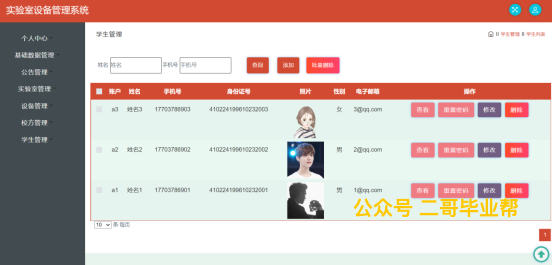 实验室设备管理系统
个人中心
基础数据管理
公告管理
实验室管理
设备管理
校方管理
学生管理
学生管理
学生管理 学生列表
姓名 姓名 手机号 手机号 查询 添加 批量删除
账户 姓名 手机号 身份证号 照片 性别 电子邮箱 操作
a3 姓名3 17703786903 410224199610232003 女 3@qq.com 查看 重置密码 修改 删除
a2 姓名2 17703786902 410224199610232002 男 2@qq.com 查看 重置密码 修改 删除
a1 姓名1 17703786901 410224199610232001 男 1@qq.com 查看 重置密码 修改 删除
公众号 二哥毕业帮
10 条 每页
1